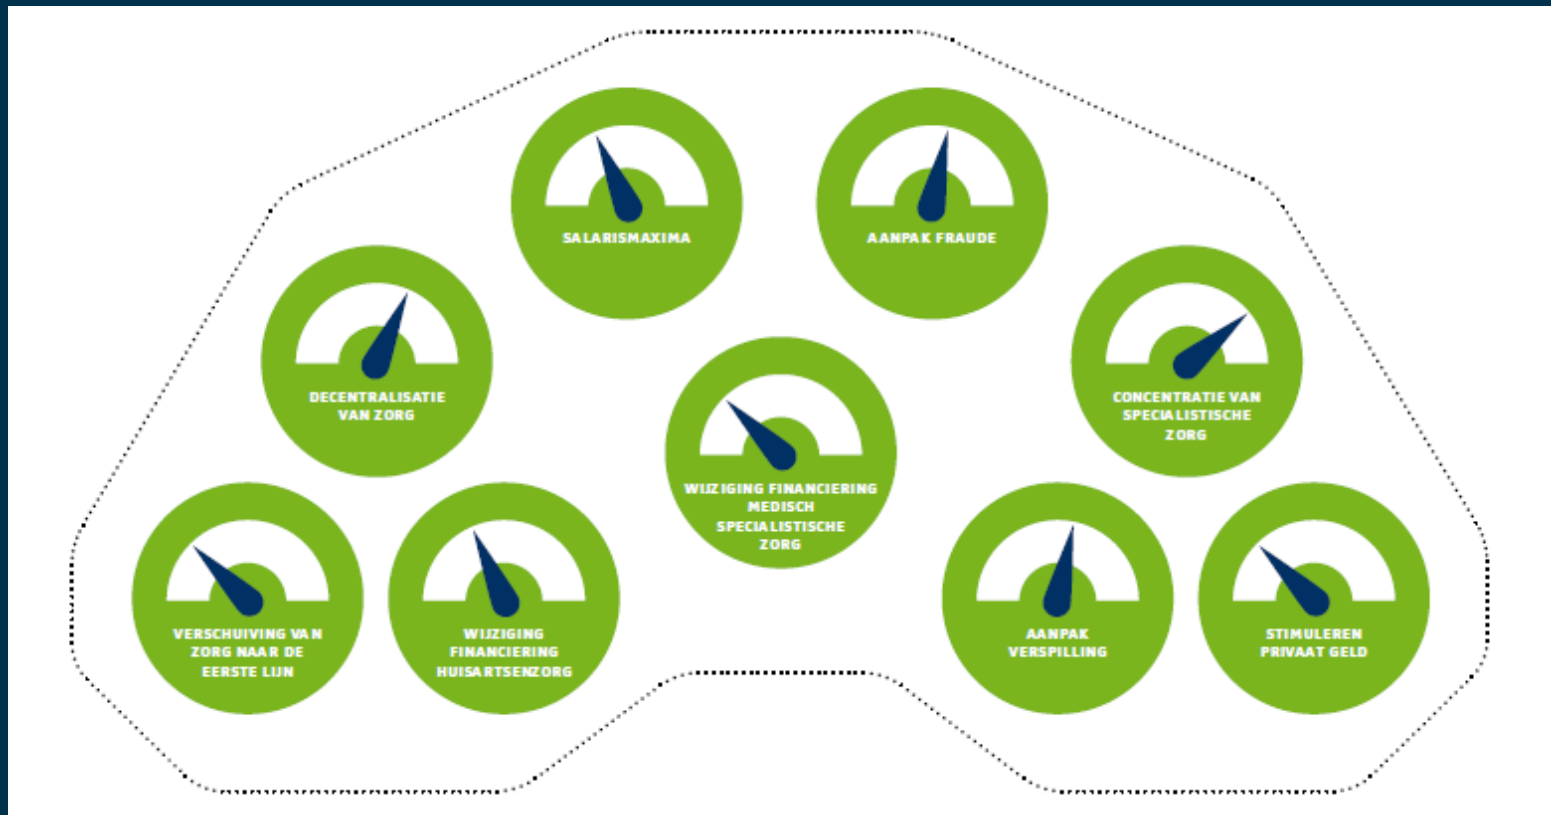 SALARISMAXIMA
AANPAK FRAUDE
DECENTRALISATIE
VAN ZORG
CONCENTRATIE VAN
SPECIALISTISCHE
ZORG
WIJZIGING FINANCIERING
MEDISCH
SPECIALISTISCHE
ZORG
VERSCHUIVING VAN
ZORG NAAR DE
EERSTE LIJN
WIJZIGING
FINANCIERING
HUISARTSENZORG
AANPAK
VERSPILLING
STIMULEREN
PRIVAAT GELD